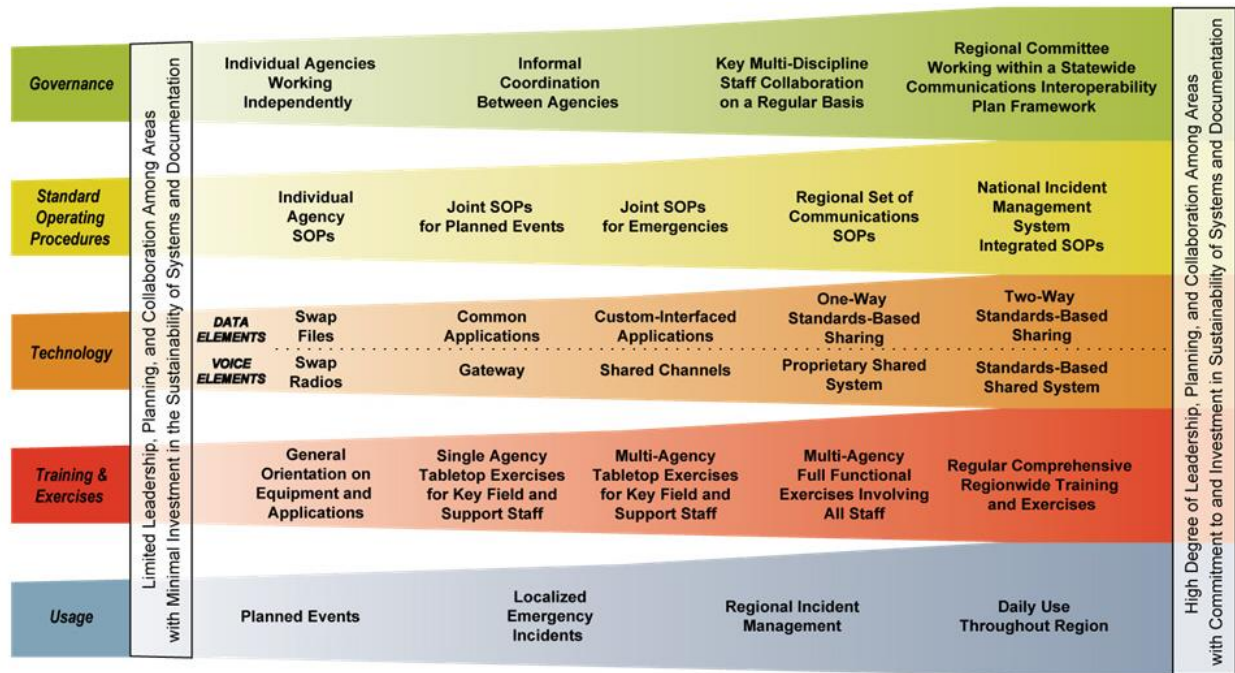 Limited Leadership, Planning, and Collaboration Among Areas
with Minimal Investment in the Sustainability of Systems and Documentation
Governance
Individual Agencies
Working
Independently
Informal
Coordination
Between Agencies
Key Multi-Discipline
Staff Collaboration
on a Regular Basis
Regional Committee
Working within a Statewide
Communications Interoperability
Plan Framework
Standard
Operating
Procedures
Individual
Agency
SOPs
Joint SOPs
for Planned Events
Joint SOPs
for Emergencies
Regional Set of
Communications
SOPs
National Incident
Management
System
Integrated SOPs
Technology
DATA
ELEMENTS
Swap
Files
Common
Applications
Custom-Interfaced
Applications
One-Way
Standards-Based
Sharing
Two-Way
Standards-Based
Sharing
VOICE
ELEMENTS
Swap
Radios
Gateway
Shared Channels
Proprietary Shared
System
Standards-Based
Shared System
Training &
Exercises
General
Orientation on
Equipment and
Applications
Single Agency
Tabletop Exercises
for Key Field and
Support Staff
Multi-Agency
Tabletop Exercises
for Key Field and
Support Staff
Multi-Agency
Full Functional
Exercises Involving
All Staff
Regular Comprehensive
Regionwide Training
and Exercises
Usage
Planned Events
Localized
Emergency
Incidents
Regional Incident
Management
Daily Use
Throughout Region
High Degree of Leadership, Planning, and Collaboration Among Areas
with Commitment to and Investment in Sustainability of Systems and Documentation